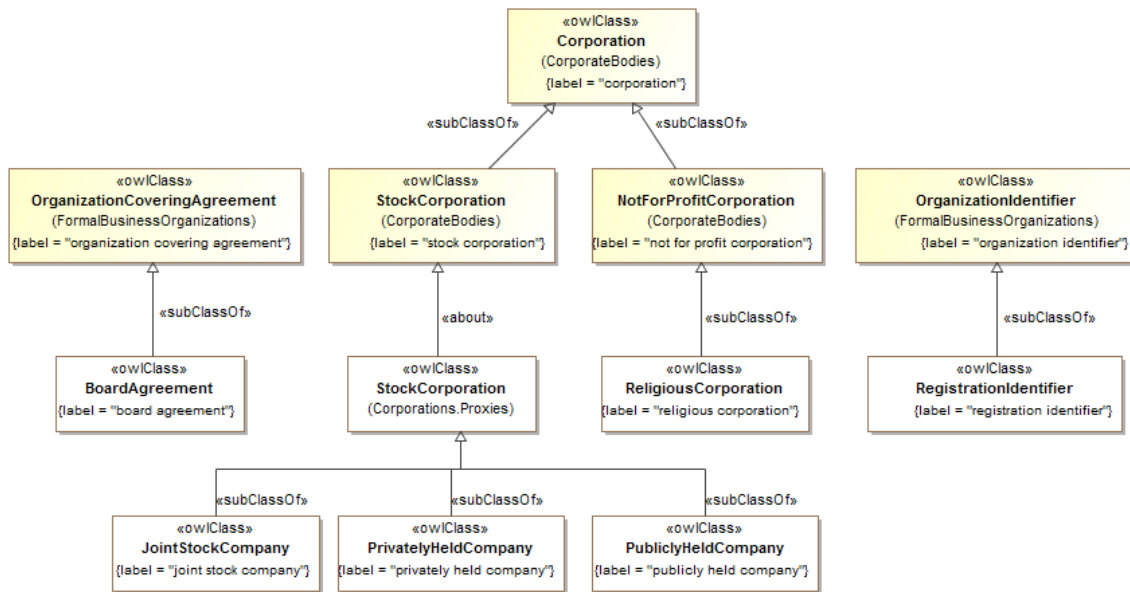 «owlClass»
Corporation
(CorporateBodies)
{label = "corporation"}
«subClassOf»
«subClassOf»
«owlClass»
OrganizationCoveringAgreement
(FormalBusinessOrganizations)
{label = "organization covering agreement"}
«owlClass»
StockCorporation
(CorporateBodies)
{label = "stock corporation"}
«owlClass»
NotForProfitCorporation
(CorporateBodies)
{label = "not for profit corporation"}
«owlClass»
OrganizationIdentifier
(FormalBusinessOrganizations)
{label = "organization identifier"}
«subClassOf»
«about»
«subClassOf»
«subClassOf»
«owlClass»
BoardAgreement
{label = "board agreement"}
«owlClass»
StockCorporation
(Corporations.Proxies)
«owlClass»
ReligiousCorporation
{label = "religious corporation"}
«owlClass»
RegistrationIdentifier
{label = "registration identifier"}
«subClassOf»
«subClassOf»
«subClassOf»
«owlClass»
JointStockCompany
{label = "joint stock company"}
«owlClass»
PrivatelyHeldCompany
{label = "privately held company"}
«owlClass»
PubliclyHeldCompany
{label = "publicly held company"}